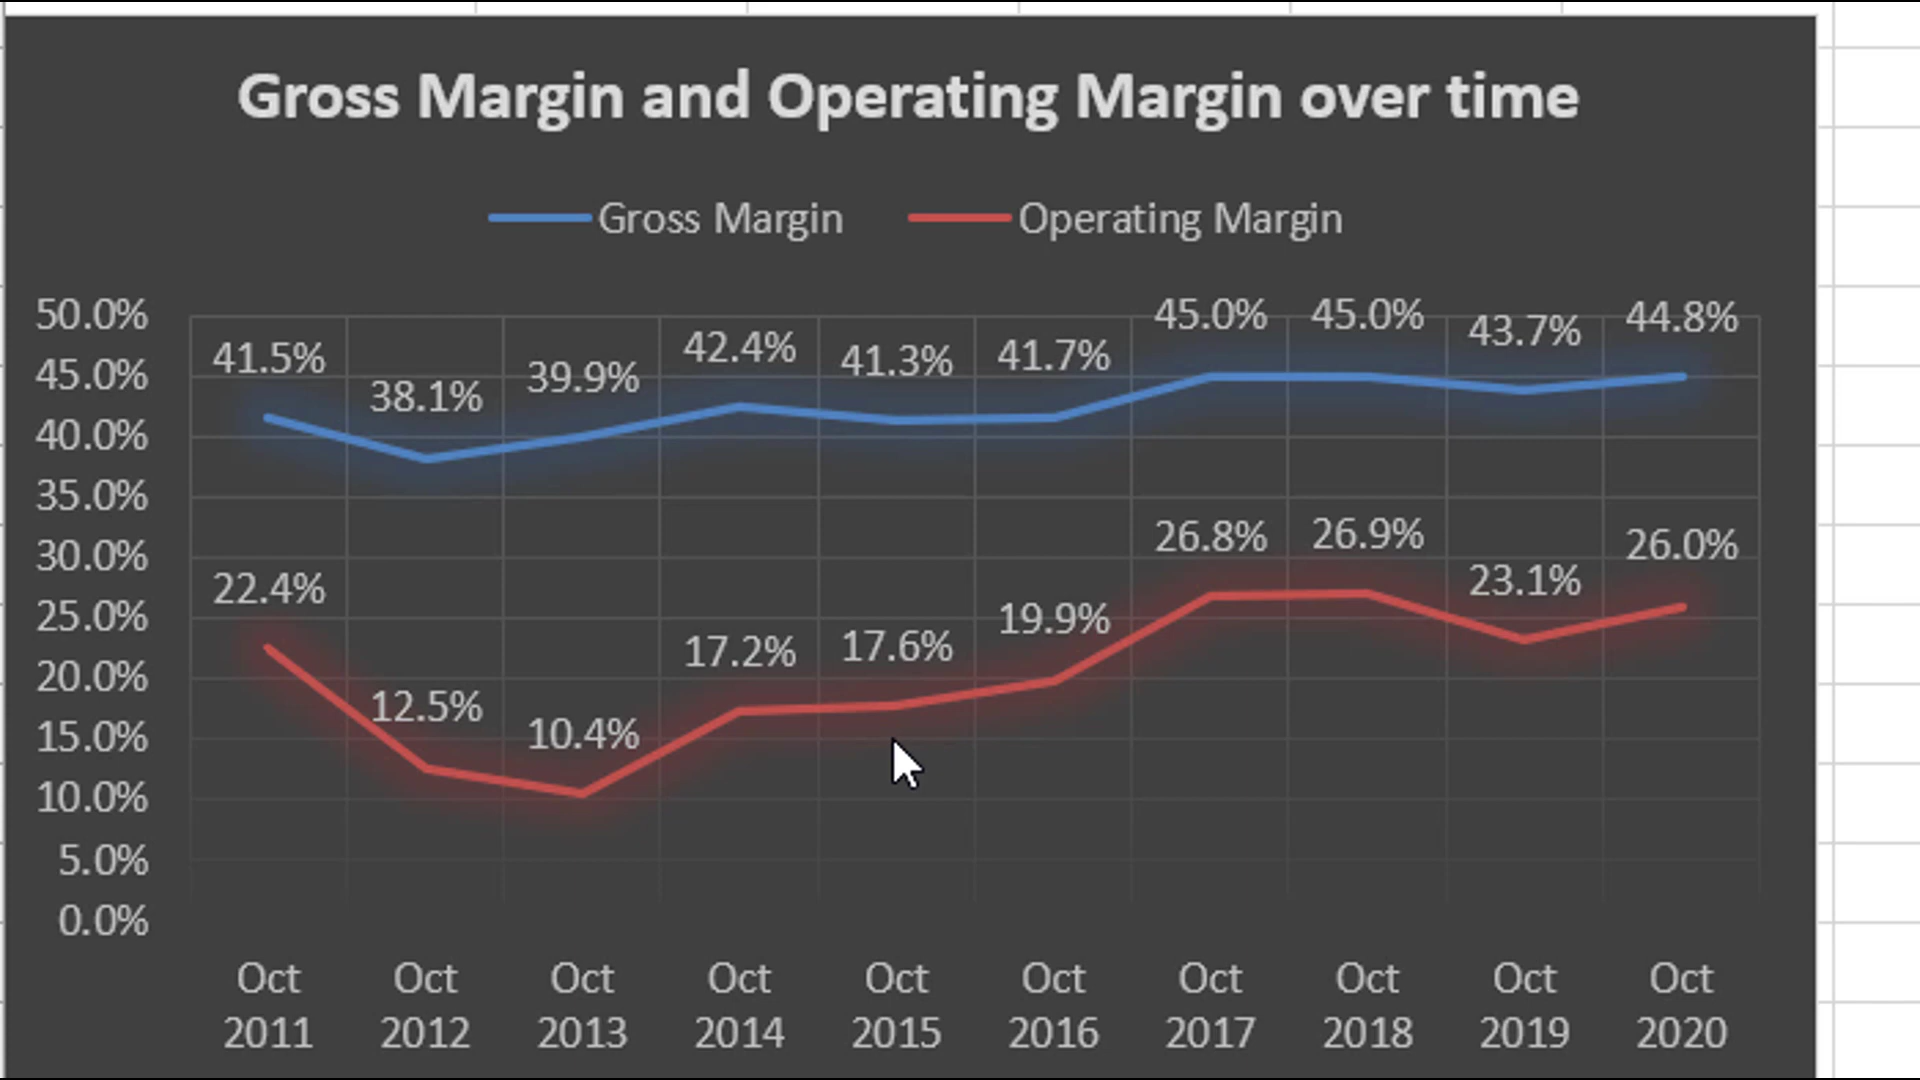 Gross Margin and Operating Margin over time
Gross Margin Operating Margin
50.0%
45.0%
40.0%
35.0%
30.0%
25.0%
20.0%
15.0%
10.0%
5.0%
0.0%
41.5% 38.1% 39.9% 42.4% 41.3% 41.7% 45.0% 45.0% 43.7% 44.8%
22.4% 12.5% 10.4% 17.2% 17.6% 19.9% 26.8% 26.9% 23.1% 26.0%
Oct Oct Oct Oct Oct Oct Oct Oct Oct Oct
2011 2012 2013 2014 2015 2016 2017 2018 2019 2020